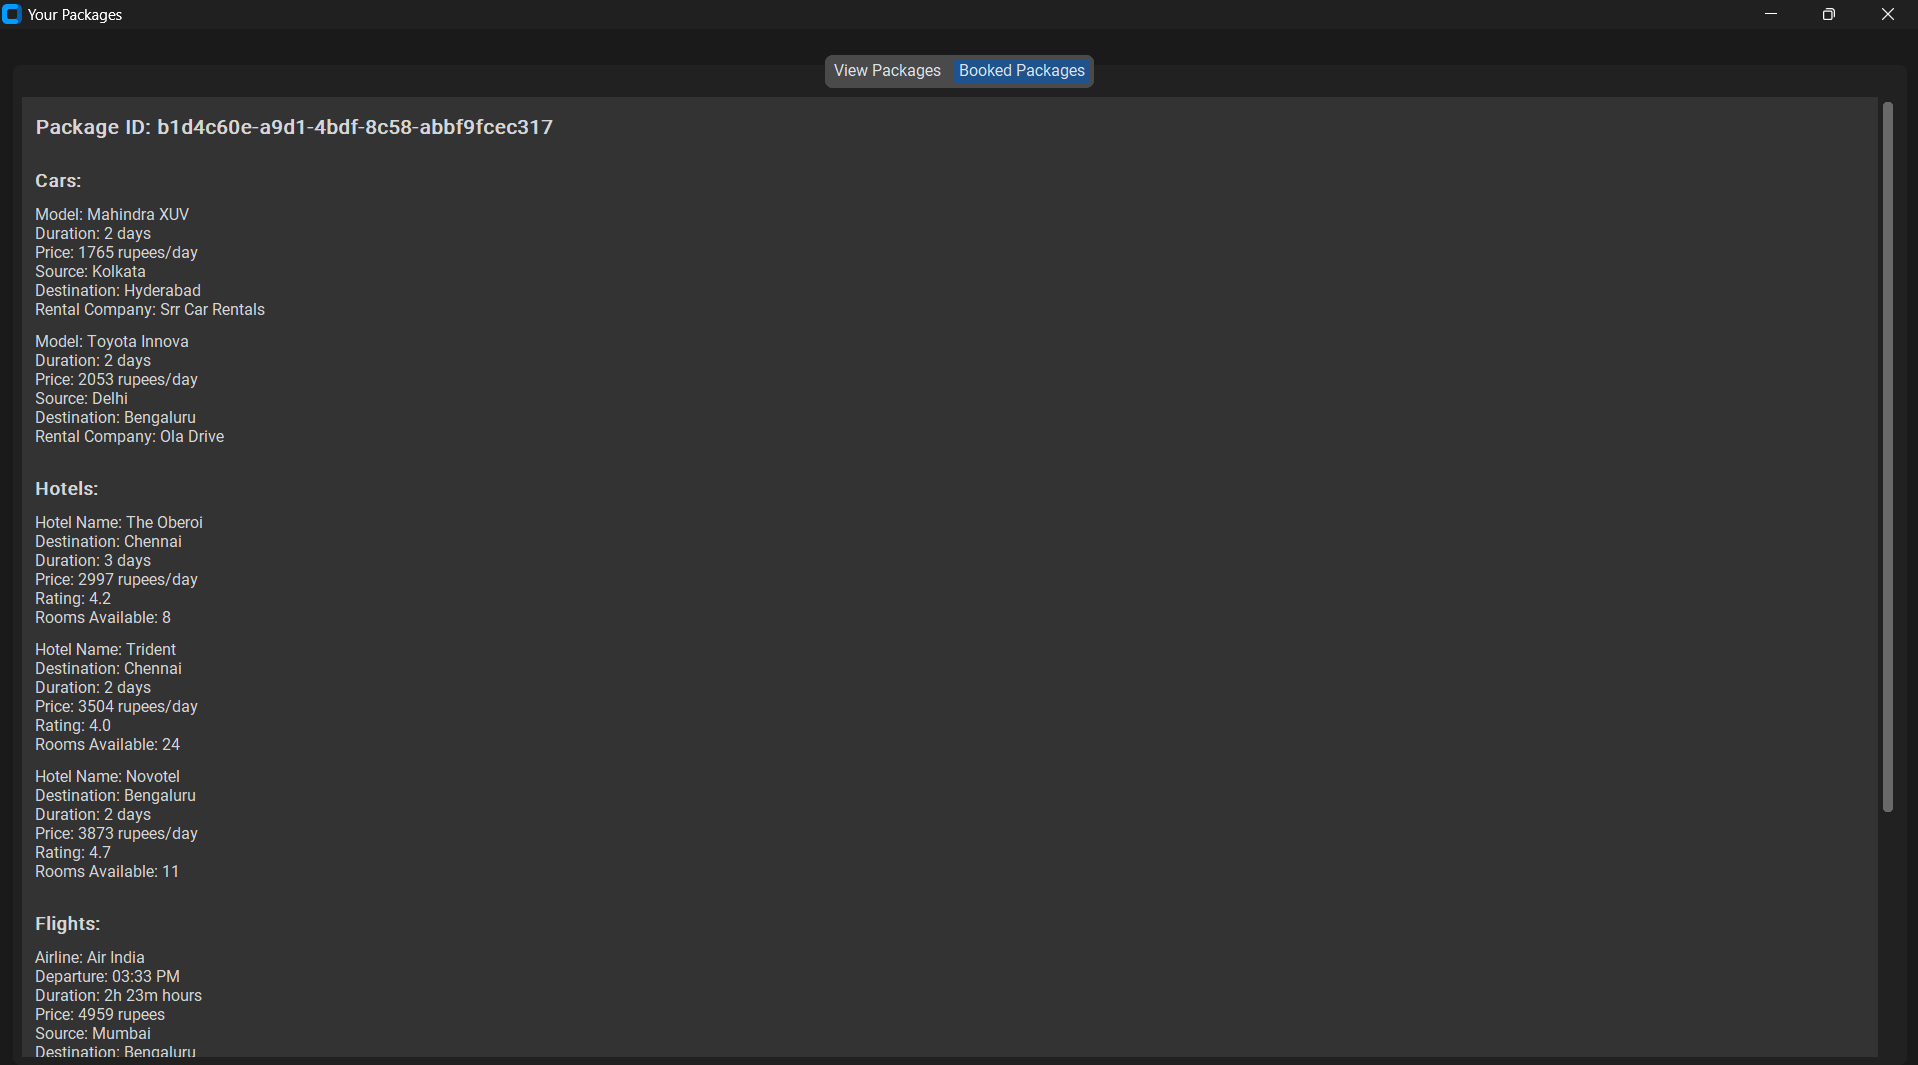 Your Packages
View Packages Booked Packages
Package ID: b1d4c60e-a9d1-4bdf-8c58-abbf9fcec317
Cars:
Model: Mahindra XUV
Duration: 2 days
Price: 1765 rupees/day
Source: Kolkata
Destination: Hyderabad
Rental Company: Srr Car Rentals
Model: Toyota Innova
Duration: 2 days
Price: 2053 rupees/day
Source: Delhi
Destination: Bengaluru
Rental Company: Ola Drive
Hotels:
Hotel Name: The Oberoi
Destination: Chennai
Duration: 3 days
Price: 2997 rupees/day
Rating: 4.2
Rooms Available: 8
Hotel Name: Trident
Destination: Chennai
Duration: 2 days
Price: 3504 rupees/day
Rating: 4.0
Rooms Available: 24
Hotel Name: Novotel
Destination: Bengaluru
Duration: 2 days
Price: 3873 rupees/day
Rating: 4.7
Rooms Available: 11
Flights:
Airline: Air India
Departure: 03:33 PM
Duration: 2h 23m hours
Price: 4959 rupees
Source: Mumbai
Destination: Bengaluru